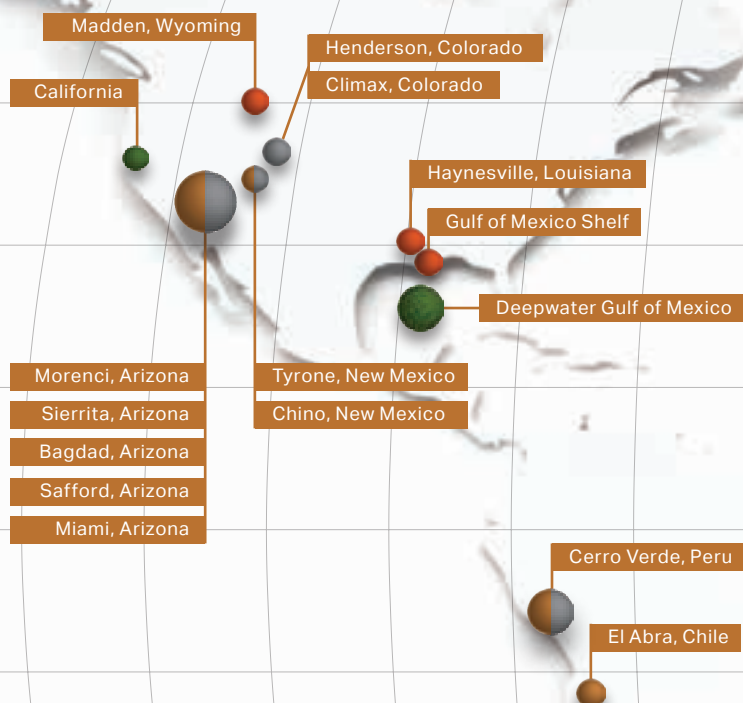 Madden, Wyoming
Henderson, Colorado
Climax, Colorado
California
Haynesville, Louisiana
Gulf of Mexico Shelf
Deepwater Gulf of Mexico
Morenci, Arizona
Sierrita, Arizona
Bagdad, Arizona
Safford, Arizona
Miami, Arizona
Tyrone, New Mexico
Chino, New Mexico
Cerro Verde, Peru
El Abra, Chile